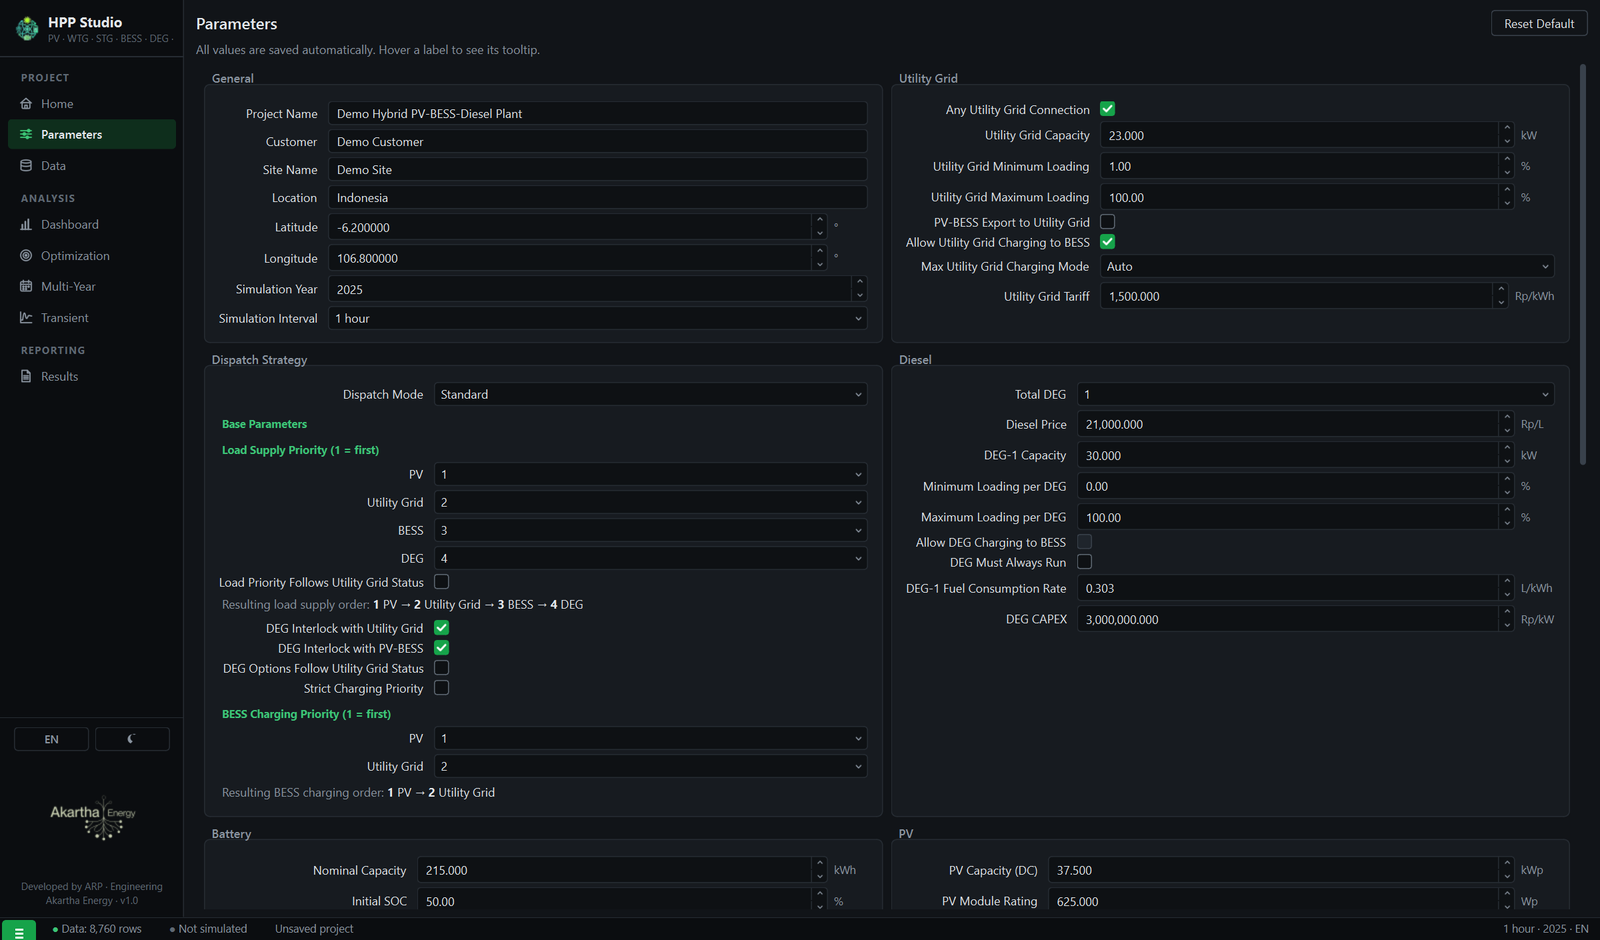 HPP Studio
PV · WTG · STG · BESS · DEG ·
PROJECT
Home
Parameters
Data
ANALYSIS
Dashboard
Optimization
Multi-Year
Transient
REPORTING
Results
EN
Akartha Energy
Developed by ARP · Engineering
Akartha Energy · v1.0
Parameters
Reset Default
All values are saved automatically. Hover a label to see its tooltip.
General
Project Name Demo Hybrid PV-BESS-Diesel Plant
Customer Demo Customer
Site Name Demo Site
Location Indonesia
Latitude -6.200000 °
Longitude 106.800000 °
Simulation Year 2025
Simulation Interval 1 hour
Utility Grid
Any Utility Grid Connection
Utility Grid Capacity 23.000 kW
Utility Grid Minimum Loading 1.00 %
Utility Grid Maximum Loading 100.00 %
PV-BESS Export to Utility Grid
Allow Utility Grid Charging to BESS
Max Utility Grid Charging Mode Auto
Utility Grid Tariff 1,500.000 Rp/kWh
Dispatch Strategy
Dispatch Mode Standard
Base Parameters
Load Supply Priority (1 = first)
PV 1
Utility Grid 2
BESS 3
DEG 4
Load Priority Follows Utility Grid Status
Resulting load supply order: 1 PV → 2 Utility Grid → 3 BESS → 4 DEG
DEG Interlock with Utility Grid
DEG Interlock with PV-BESS
DEG Options Follow Utility Grid Status
Strict Charging Priority
BESS Charging Priority (1 = first)
PV 1
Utility Grid 2
Resulting BESS charging order: 1 PV → 2 Utility Grid
Diesel
Total DEG 1
Diesel Price 21,000.000 Rp/L
DEG-1 Capacity 30.000 kW
Minimum Loading per DEG 0.00 %
Maximum Loading per DEG 100.00 %
Allow DEG Charging to BESS
DEG Must Always Run
DEG-1 Fuel Consumption Rate 0.303 L/kWh
DEG CAPEX 3,000,000.000 Rp/kW
Battery
Nominal Capacity 215.000 kWh
Initial SOC 50.00 %
PV
PV Capacity (DC) 37.500 kWp
PV Module Rating 625.000 Wp
Data: 8,760 rows
Not simulated
Unsaved project
1 hour · 2025 · EN